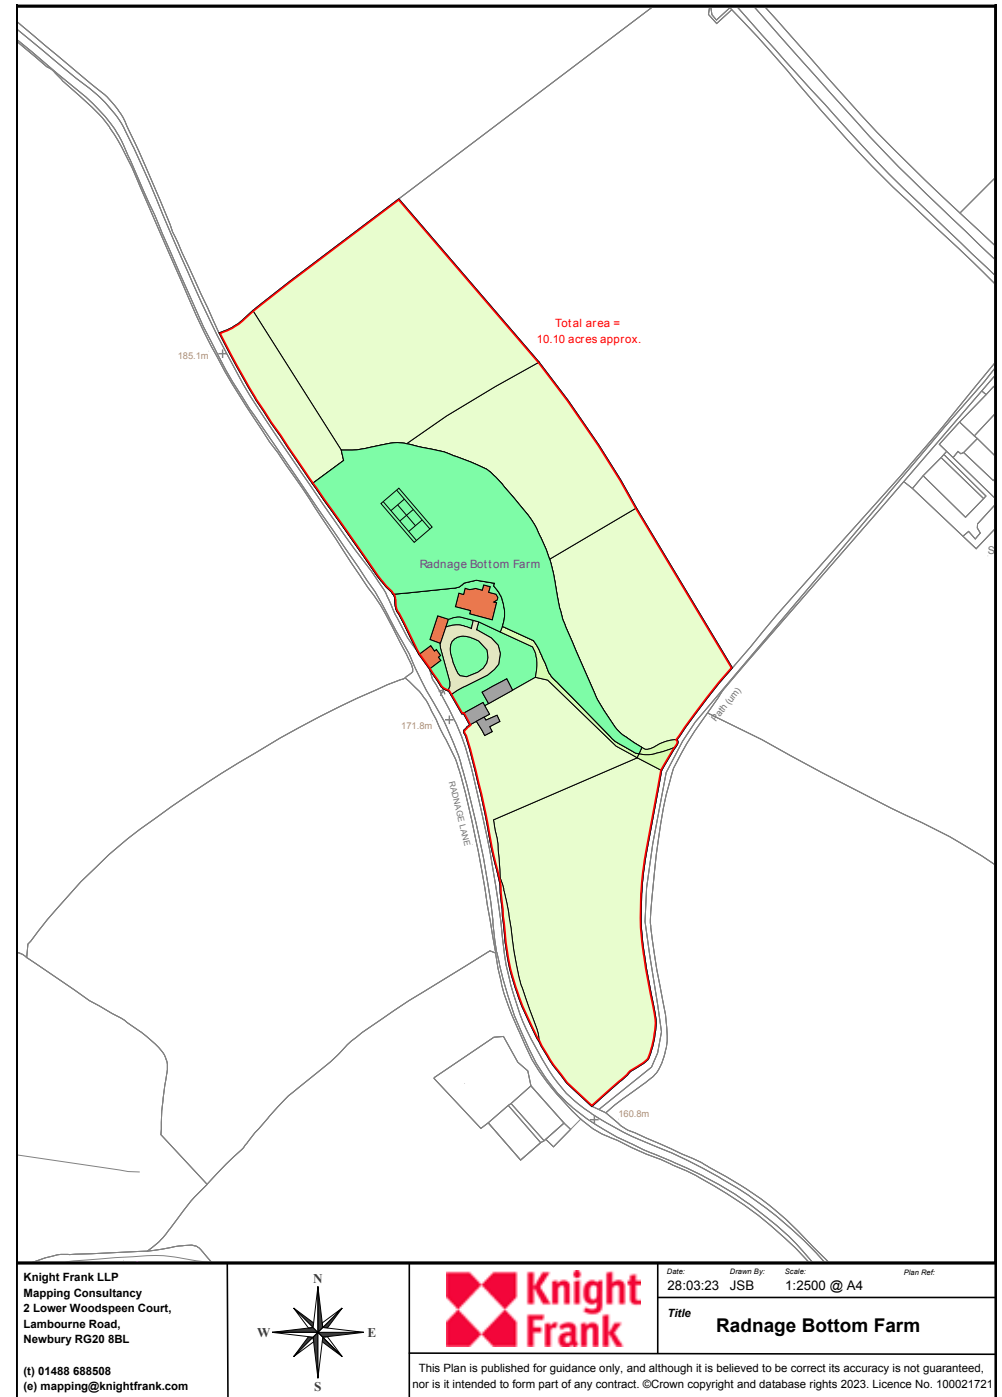 Total area =
10.10 acres approx.
185.1m
Radnage Bottom Farm
Path (um)
171.8m
RADNAGE LANE
160.8m
S
Knight Frank LLP
Mapping Consultancy
2 Lower Woodspeen Court,
Lambourne Road,
Newbury RG20 8BL
(t) 01488 688508
(e) mapping@knightfrank.com
N
W
E
S
Knight
Frank
Date:
Drawn By:
Scale:
Plan Ref:
28:03:23
JSB
1:2500 @ A4
Title
Radnage Bottom Farm
This Plan is published for guidance only, and although it is believed to be correct its accuracy is not guaranteed,
nor is it intended to form part of any contract. ©Crown copyright and database rights 2023. Licence No. 100021721